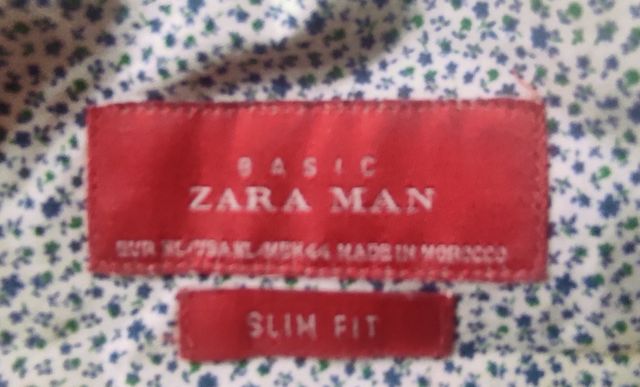 BASIC
ZARA MAN
EUR XL-USA XL-MEX 44 MADE IN MOROCCO
SLIM FIT